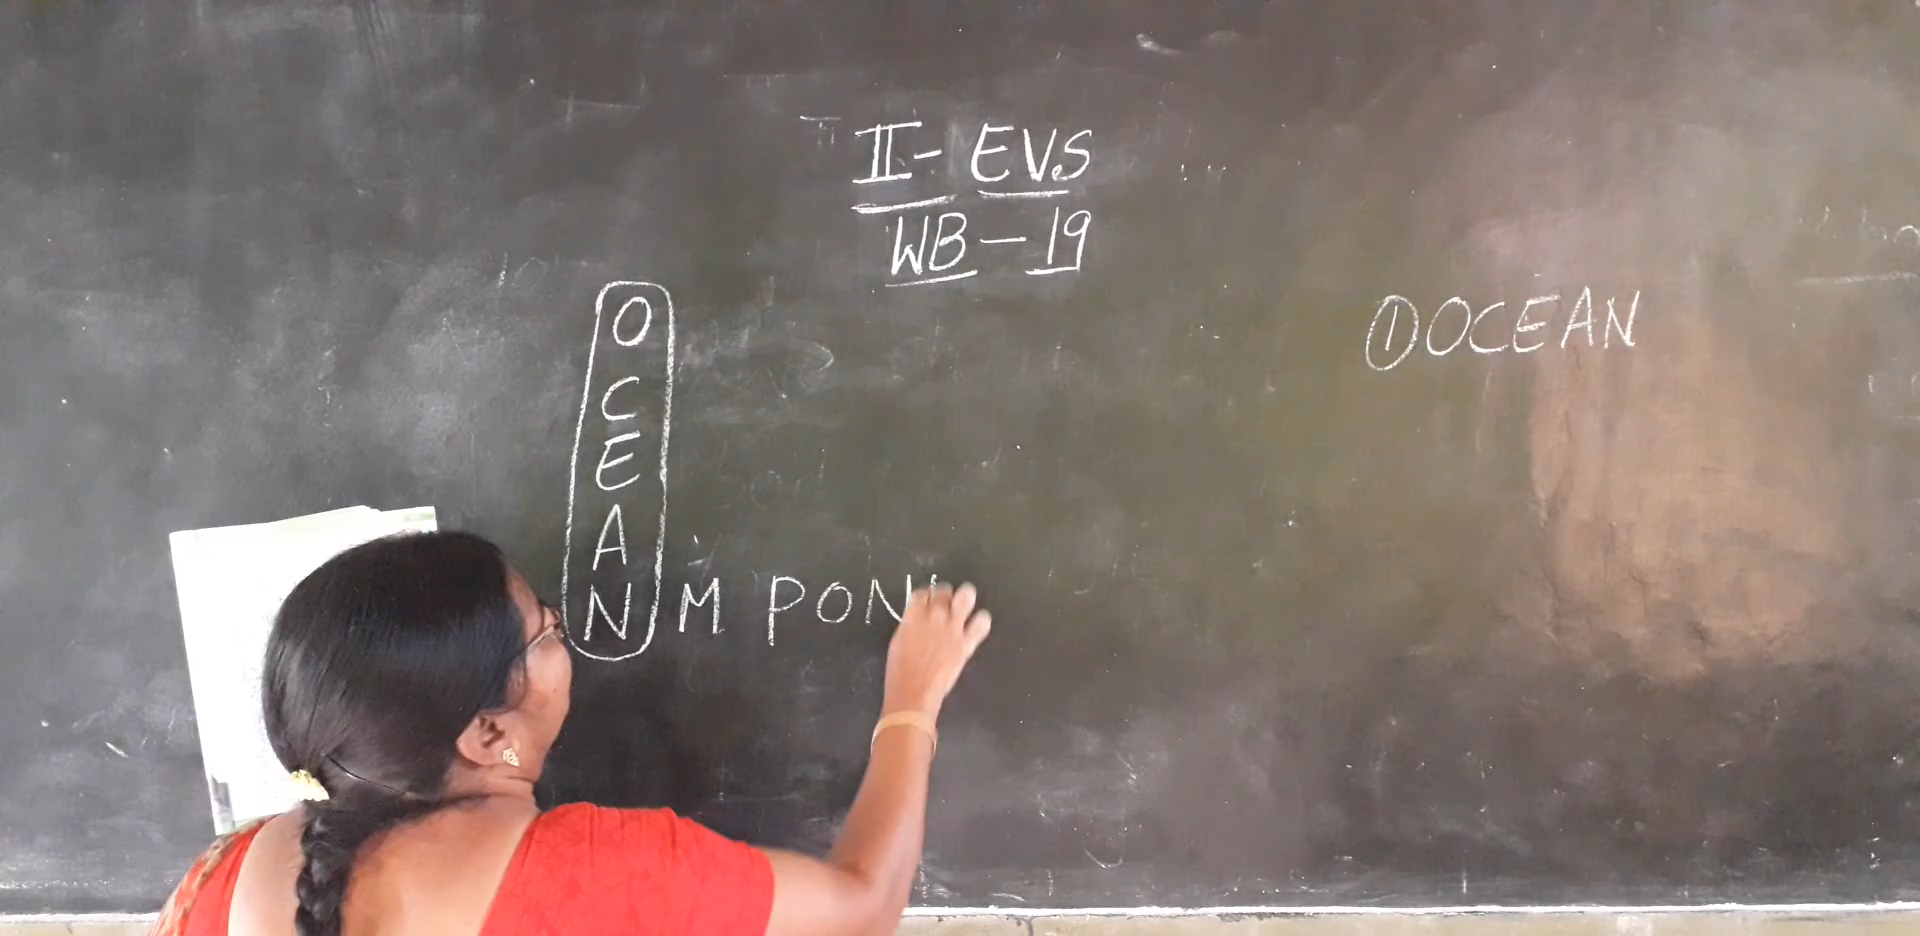 II - EVS
WB - 19
O
C
E
A
N M PON
① OCEAN